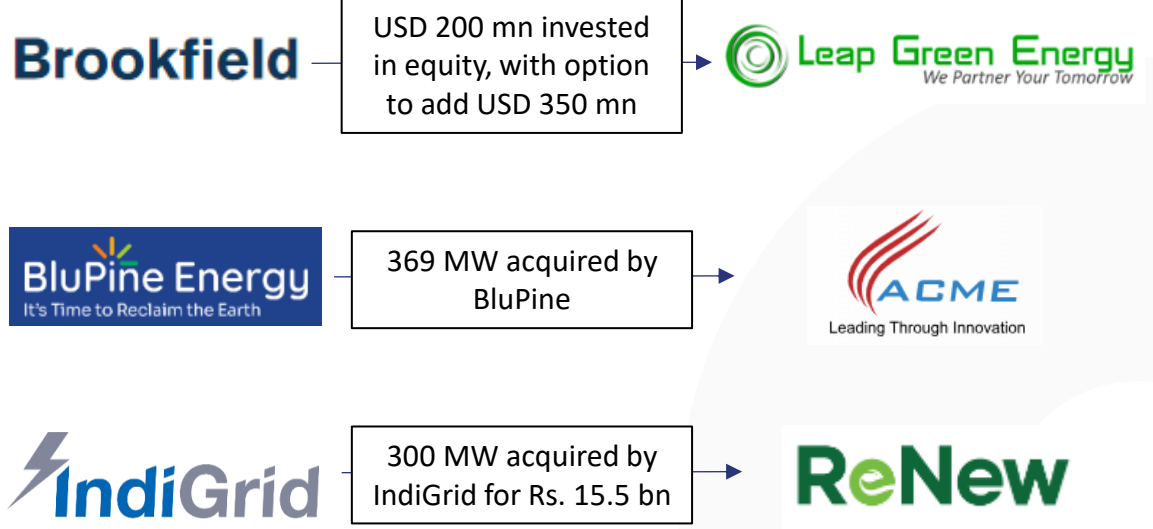 Brookfield
USD 200 mn invested
in equity, with option
to add USD 350 mn
Leap Green Energy
We Partner Your Tomorrow
BluPine Energy
It's Time to Reclaim the Earth
369 MW acquired by
BluPine
ACME
Leading Through Innovation
IndiGrid
300 MW acquired by
IndiGrid for Rs. 15.5 bn
ReNew